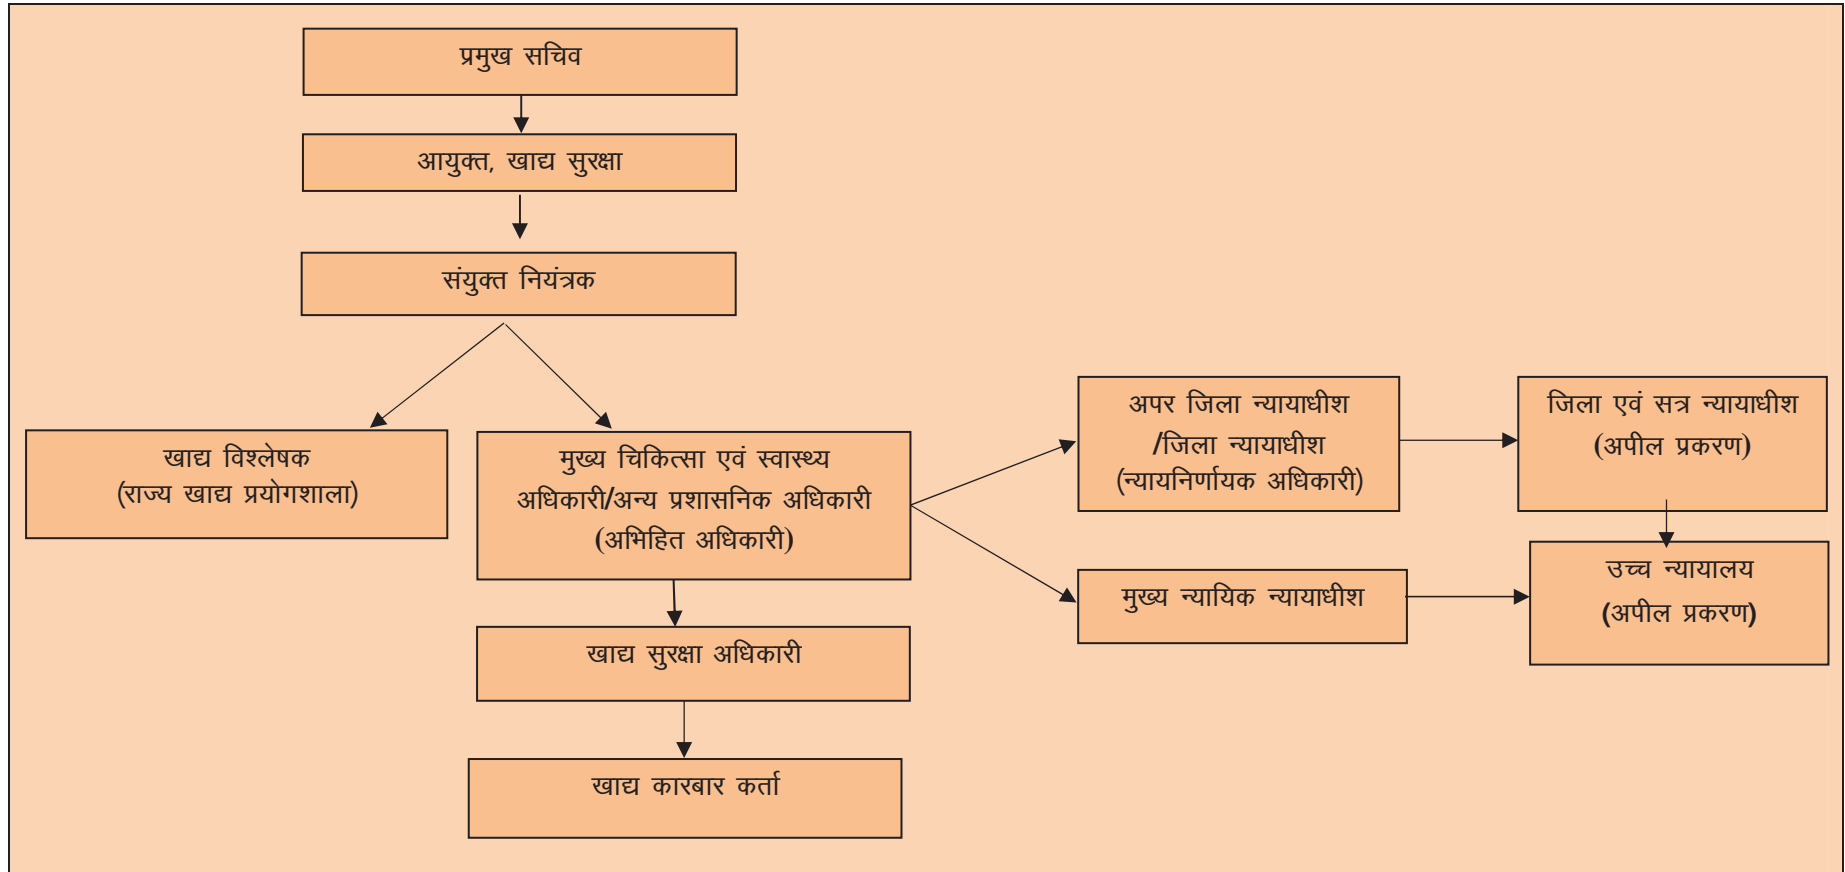 प्रमुख सचिव
आयुक्त, खाद्य सुरक्षा
संयुक्त नियंत्रक
खाद्य विश्लेषक
(राज्य खाद्य प्रयोगशाला)
मुख्य चिकित्सा एवं स्वास्थ्य
अधिकारी/अन्य प्रशासनिक अधिकारी
(अभिहित अधिकारी)
खाद्य सुरक्षा अधिकारी
खाद्य कारबार कर्ता
अपर जिला न्यायाधीश
/जिला न्यायाधीश
(न्यायनिर्णायक अधिकारी)
मुख्य न्यायिक न्यायाधीश
जिला एवं सत्र न्यायाधीश
(अपील प्रकरण)
उच्च न्यायालय
(अपील प्रकरण)